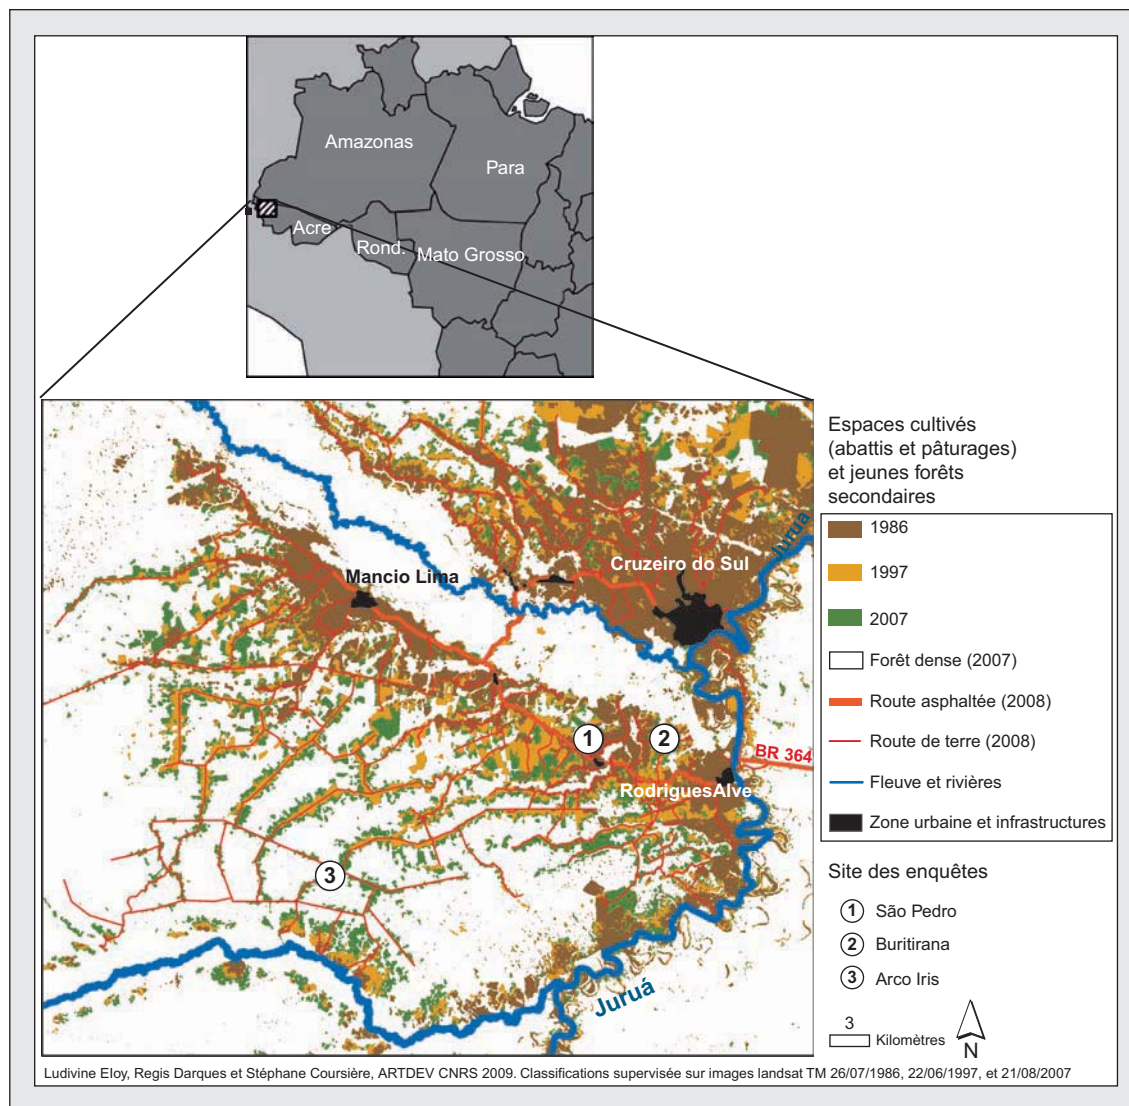 Amazonas
Para
Acre
Rond.
Mato Grosso
Mancio Lima
Cruzeiro do Sul
Jurua
1
2
BR 364
RodriguesAlve
3
Juruá
Espaces cultivés
(abattis et pâturages)
et jeunes forêts
secondaires
1986
1997
2007
Forêt dense (2007)
Route asphaltée (2008)
Route de terre (2008)
Fleuve et rivières
Zone urbaine et infrastructures
Site des enquêtes
1 São Pedro
2 Buritirana
3 Arco Iris
3
Kilomètres
N
Ludivine Eloy, Regis Darques et Stéphane Coursière, ARTDEV CNRS 2009. Classifications supervisée sur images landsat TM 26/07/1986, 22/06/1997, et 21/08/2007